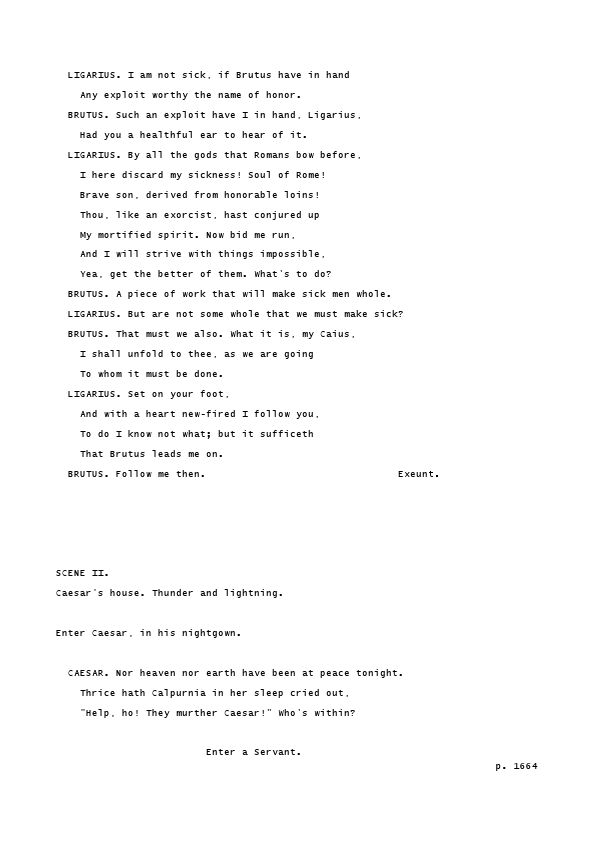 LIGARIUS. I am not sick, if Brutus have in hand
Any exploit worthy the name of honor.
BRUTUS. Such an exploit have I in hand, Ligarius,
Had you a healthful ear to hear of it.
LIGARIUS. By all the gods that Romans bow before,
I here discard my sickness! Soul of Rome!
Brave son, derived from honorable loins!
Thou, like an exorcist, hast conjured up
My mortified spirit. Now bid me run,
And I will strive with things impossible,
Yea, get the better of them. What's to do?
BRUTUS. A piece of work that will make sick men whole.
LIGARIUS. But are not some whole that we must make sick?
BRUTUS. That must we also. What it is, my Caius,
I shall unfold to thee, as we are going
To whom it must be done.
LIGARIUS. Set on your foot,
And with a heart new-fired I follow you,
To do I know not what; but it sufficeth
That Brutus leads me on.
BRUTUS. Follow me then. Exeunt.
SCENE II.
Caesar's house. Thunder and lightning.
Enter Caesar, in his nightgown.
CAESAR. Nor heaven nor earth have been at peace tonight.
Thrice hath Calpurnia in her sleep cried out,
"Help, ho! They murther Caesar!" Who's within?
Enter a Servant.
p. 1664